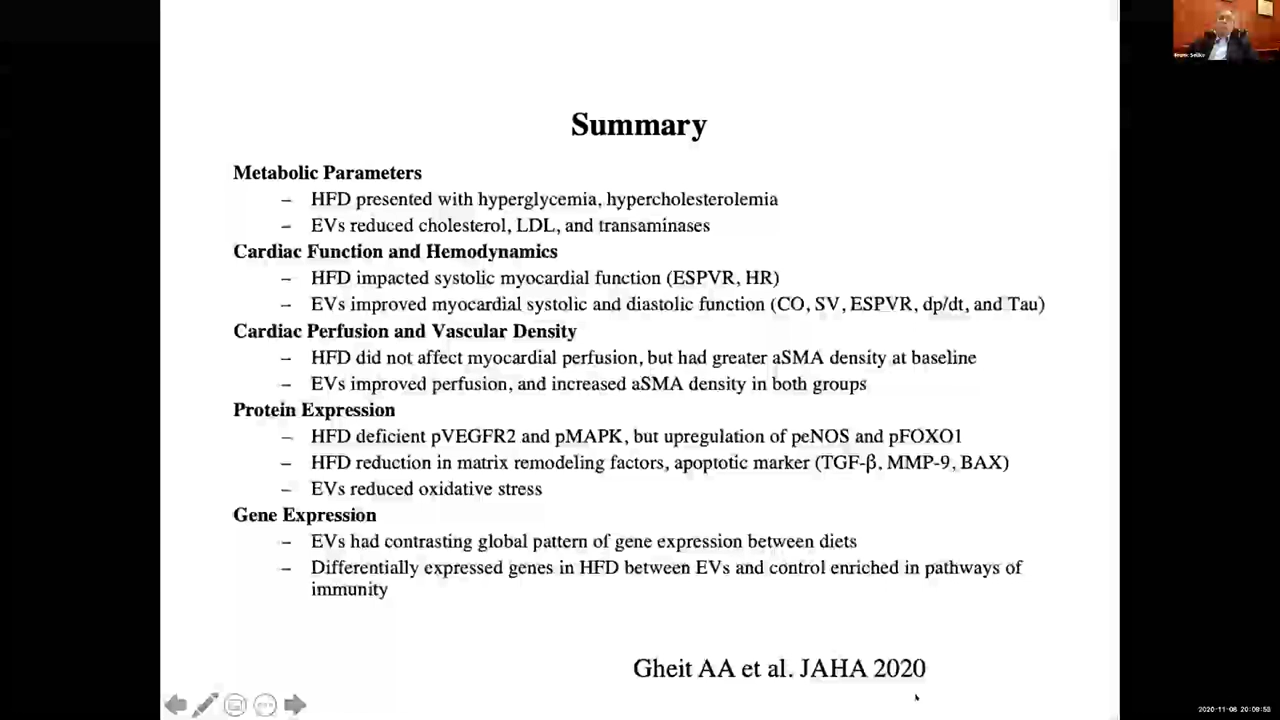 Summary
Metabolic Parameters
– HFD presented with hyperglycemia, hypercholesterolemia
– EVs reduced cholesterol, LDL, and transaminases
Cardiac Function and Hemodynamics
– HFD impacted systolic myocardial function (ESPVR, HR)
– EVs improved myocardial systolic and diastolic function (CO, SV, ESPVR, dp/dt, and Tau)
Cardiac Perfusion and Vascular Density
– HFD did not affect myocardial perfusion, but had greater aSMA density at baseline
– EVs improved perfusion, and increased aSMA density in both groups
Protein Expression
– HFD deficient pVEGFR2 and pMAPK, but upregulation of peNOS and pFOXO1
– HFD reduction in matrix remodeling factors, apoptotic marker (TGF-β, MMP-9, BAX)
– EVs reduced oxidative stress
Gene Expression
– EVs had contrasting global pattern of gene expression between diets
– Differentially expressed genes in HFD between EVs and control enriched in pathways of
immunity
Gheit AA et al. JAHA 2020